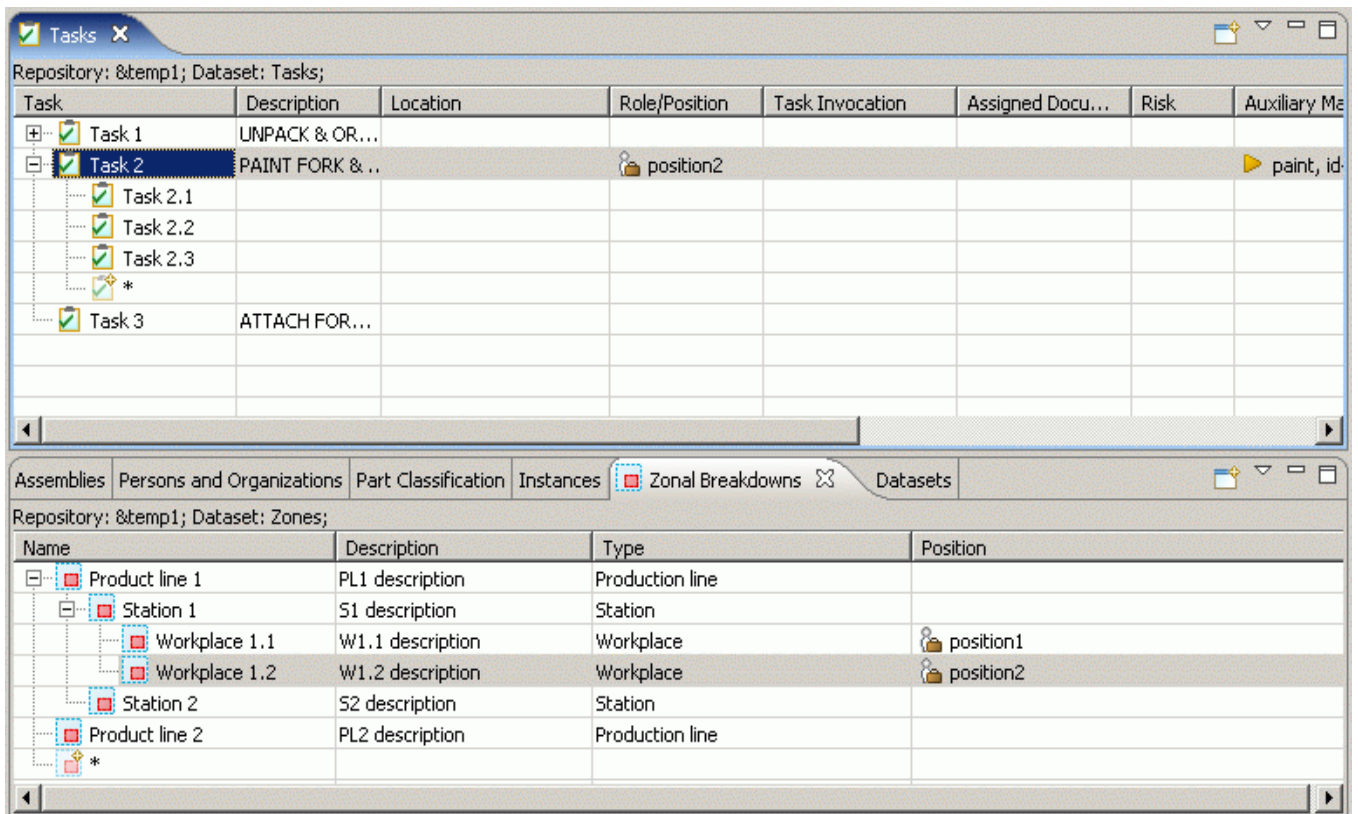 Tasks
Repository: &temp1; Dataset: Tasks;
Task Description Location Role/Position Task Invocation Assigned Docu... Risk Auxiliary Ma
Task 1 UNPACK & OR...
Task 2 PAINT FORK & .. position2 paint, id-
Task 2.1
Task 2.2
Task 2.3
*
Task 3 ATTACH FOR...
Assemblies Persons and Organizations Part Classification Instances Zonal Breakdowns Datasets
Repository: &temp1; Dataset: Zones;
Name Description Type Position
Product line 1 PL1 description Production line
Station 1 S1 description Station
Workplace 1.1 W1.1 description Workplace position1
Workplace 1.2 W1.2 description Workplace position2
Station 2 S2 description Station
Product line 2 PL2 description Production line
*